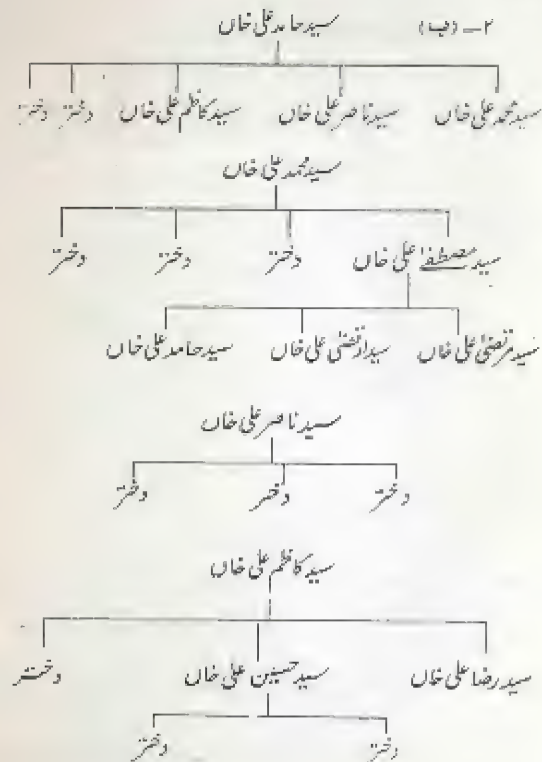 ۲ – (ب) سید حامد علی خاں
سید محمد علی خاں سید ناصر علی خاں سید کاظم علی خاں دختر دختر
سید محمد علی خاں
سید مصطفےٰ علی خاں دختر دختر دختر
سید مرتضیٰ علی خاں سید ارتضیٰ علی خاں سید حامد علی خاں
سید ناصر علی خاں
دختر دختر دختر
سید کاظم علی خاں
سید رضا علی خاں سید حسین علی خاں دختر
دختر دختر